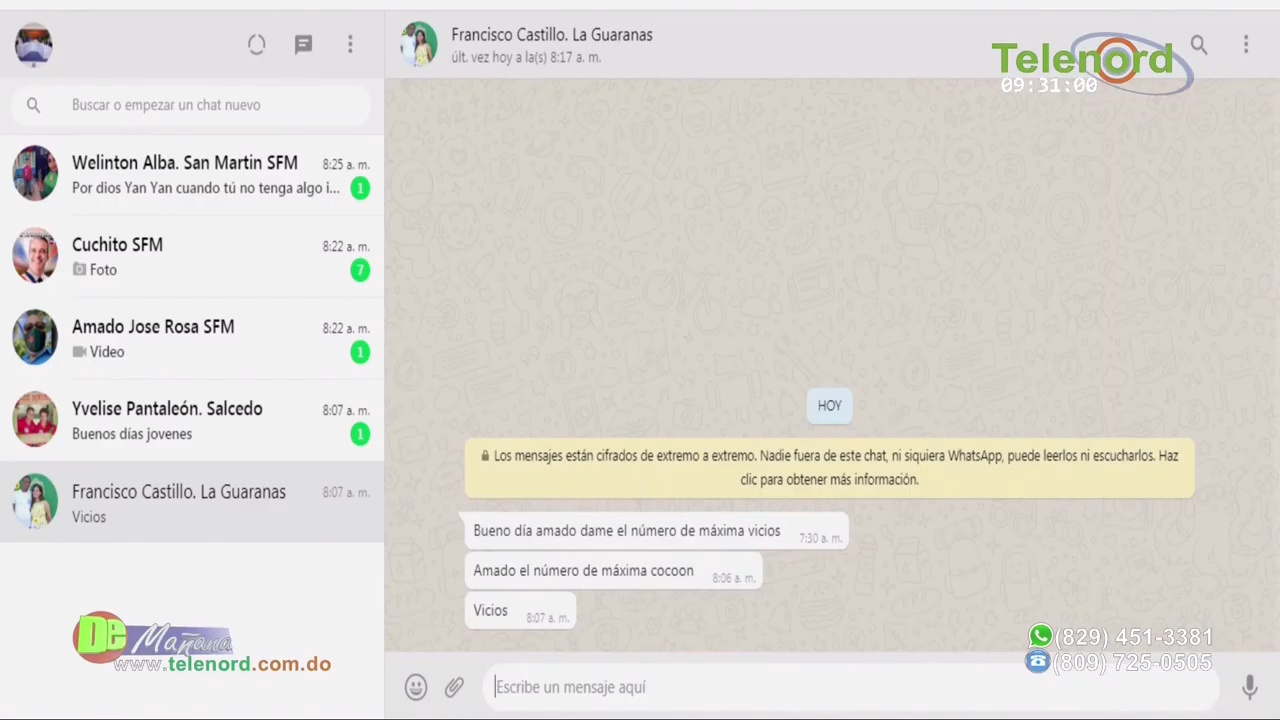 Francisco Castillo. La Guaranas
últ. vez hoy a la(s) 8:17 a. m.
Telenord
09:31:00
Buscar o empezar un chat nuevo
Welinton Alba. San Martin SFM 8:25 a. m.
Por dios Yan Yan cuando tú no tenga algo i... 1
Cuchito SFM 8:22 a. m.
Foto 7
Amado Jose Rosa SFM 8:22 a. m.
Video 1
Yvelise Pantaleón. Salcedo 8:07 a. m.
Buenos días jovenes 1
Francisco Castillo. La Guaranas 8:07 a. m.
Vicios
HOY
Los mensajes están cifrados de extremo a extremo. Nadie fuera de este chat, ni siquiera WhatsApp, puede leerlos ni escucharlos. Haz
clic para obtener más información.
Bueno día amado dame el número de máxima vicios 7:30 a. m.
Amado el número de máxima cocoon 8:06 a. m.
Vicios 8:07 a. m.
De Mañana
www.telenord.com.do
(829) 451-3381
(809) 725-0505
Escribe un mensaje aquí